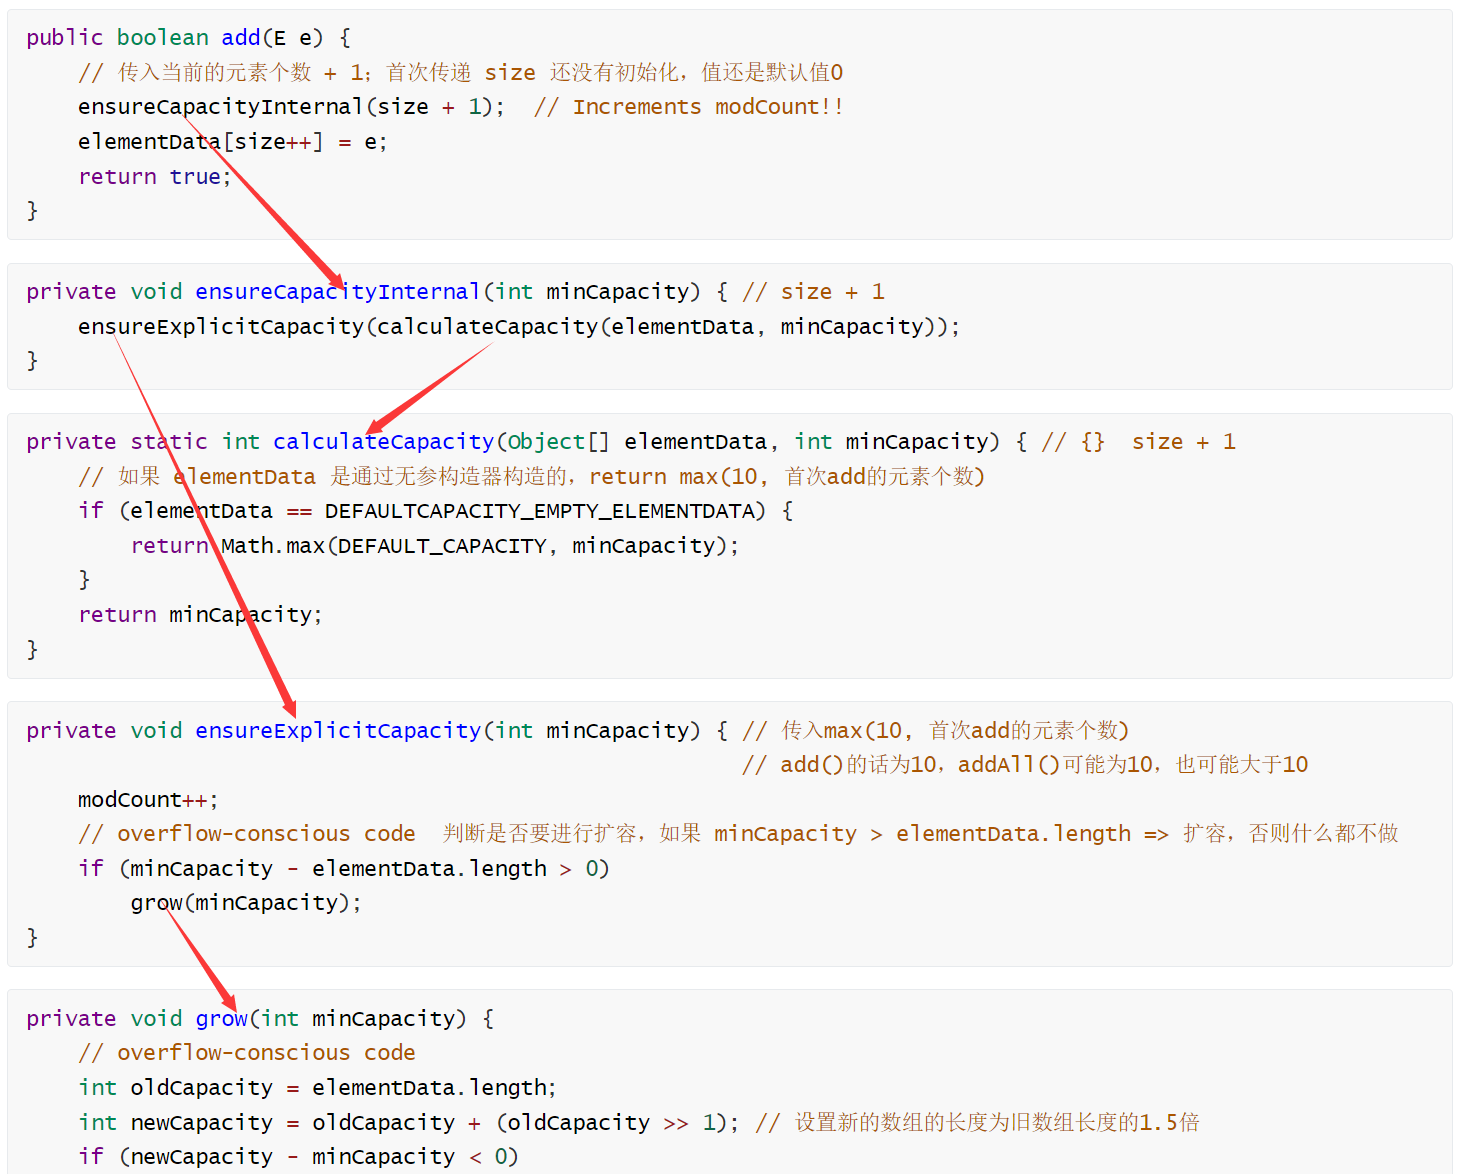 public boolean add(E e) {
// 传入当前的元素个数 + 1；首次传递 size 还没有初始化，值还是默认值0
ensureCapacityInternal(size + 1);  // Increments modCount!!
elementData[size++] = e;
return true;
}
private void ensureCapacityInternal(int minCapacity) { // size + 1
ensureExplicitCapacity(calculateCapacity(elementData, minCapacity));
}
private static int calculateCapacity(Object[] elementData, int minCapacity) { // {}  size + 1
// 如果 elementData 是通过无参构造器构造的，return max(10, 首次add的元素个数)
if (elementData == DEFAULTCAPACITY_EMPTY_ELEMENTDATA) {
return Math.max(DEFAULT_CAPACITY, minCapacity);
}
return minCapacity;
}
private void ensureExplicitCapacity(int minCapacity) { // 传入max(10, 首次add的元素个数)
// add()的话为10，addAll()可能为10，也可能大于10
modCount++;
// overflow-conscious code  判断是否要进行扩容，如果 minCapacity > elementData.length => 扩容，否则什么都不做
if (minCapacity - elementData.length > 0)
grow(minCapacity);
}
private void grow(int minCapacity) {
// overflow-conscious code
int oldCapacity = elementData.length;
int newCapacity = oldCapacity + (oldCapacity >> 1); // 设置新的数组的长度为旧数组长度的1.5倍
if (newCapacity - minCapacity < 0)